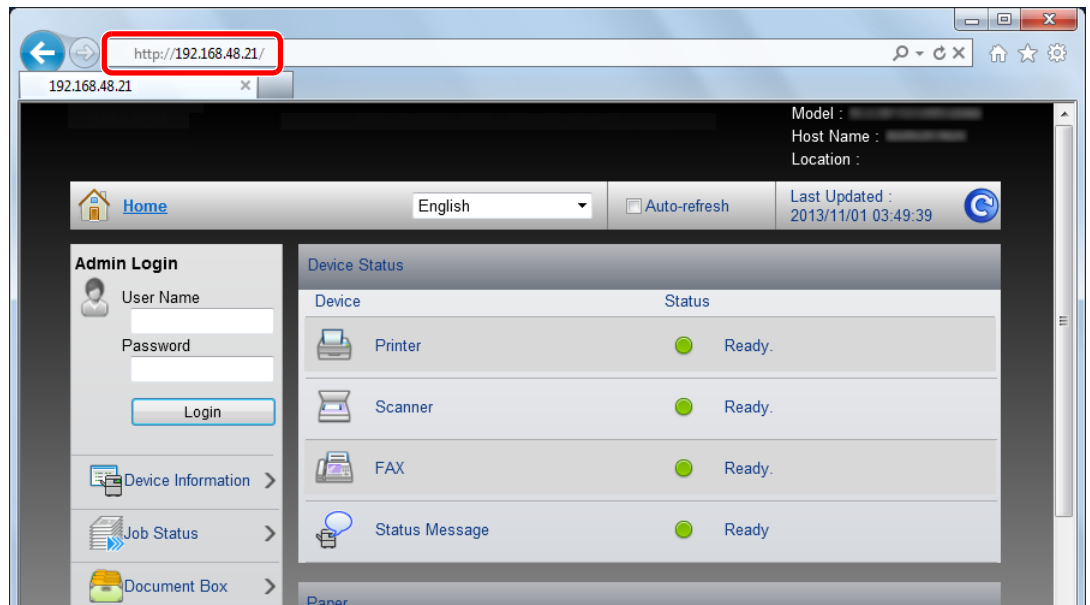 http://192.168.48.21/
192.168.48.21
Model :
Host Name :
Location :
Home
English
Auto-refresh
Last Updated :
2013/11/01 03:49:39
Admin Login
User Name
Password
Login
Device Information
Job Status
Document Box
Device Status
Device Status
Printer Ready.
Scanner Ready.
FAX Ready.
Status Message Ready
Paper